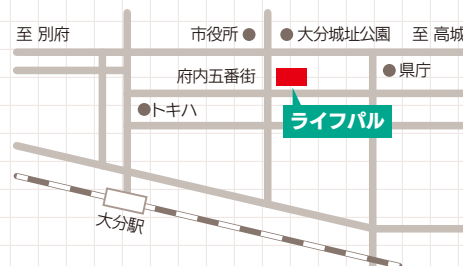 至 別府
市役所
大分城址公園
至 高城
府内五番街
県庁
トキハ
ライフパル
大分駅